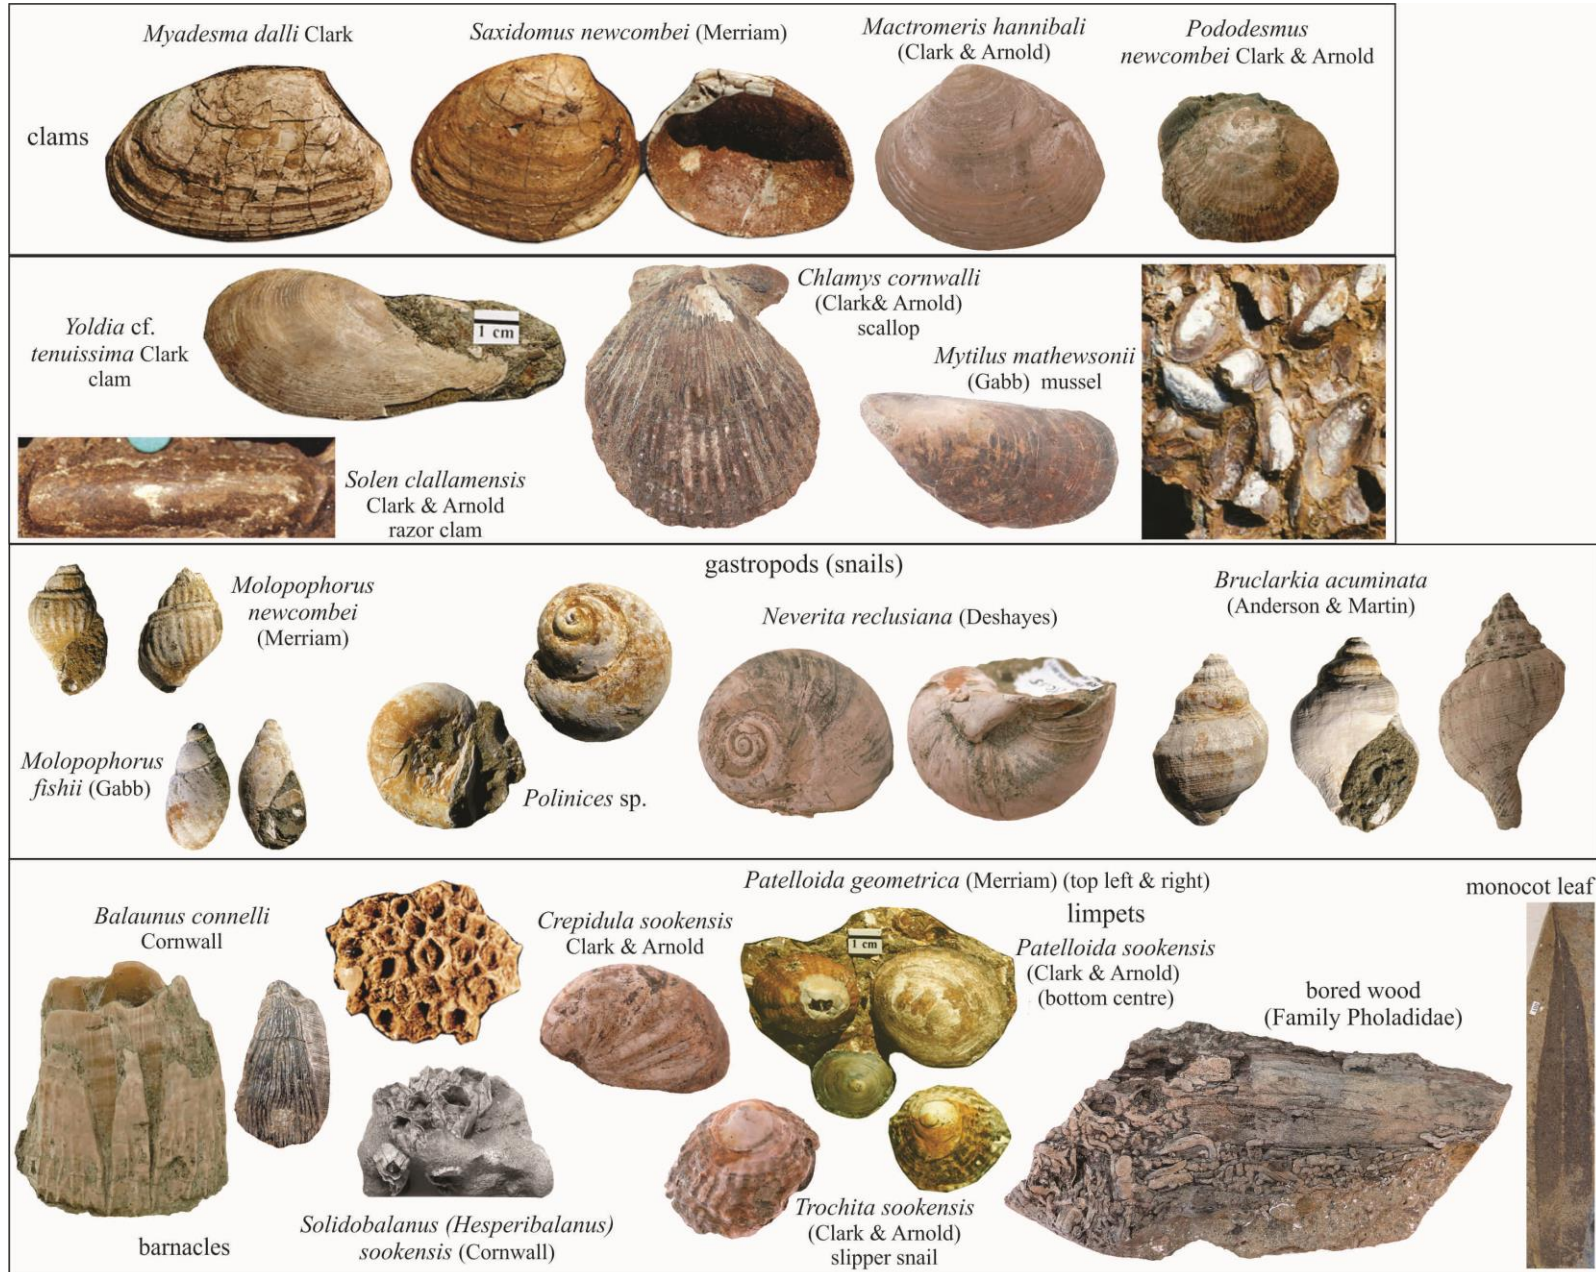 Myadesma dalli Clark
Saxidomus newcombei (Merriam)
Mactromeris hannibali
(Clark & Arnold)
Pododesmus
newcombei Clark & Arnold
clams
Yoldia cf.
tenuissima Clark
clam
1 cm
Chlamys cornwalli
(Clark& Arnold)
scallop
Mytilus mathewsonii
(Gabb) mussel
Solen clallamensis
Clark & Arnold
razor clam
gastropods (snails)
Molopophorus
newcombei
(Merriam)
Neverita reclusiana (Deshayes)
Bruclarkia acuminata
(Anderson & Martin)
Molopophorus
fishii (Gabb)
Polinices sp.
Patelloida geometrica (Merriam) (top left & right)
limpets
monocot leaf
Balaunus connelli
Cornwall
Crepidula sookensis
Clark & Arnold
1 cm
Patelloida sookensis
(Clark & Arnold)
(bottom centre)
bored wood
(Family Pholadidae)
Solidobalanus (Hesperibalanus)
sookensis (Cornwall)
Trochita sookensis
(Clark & Arnold)
slipper snail
barnacles